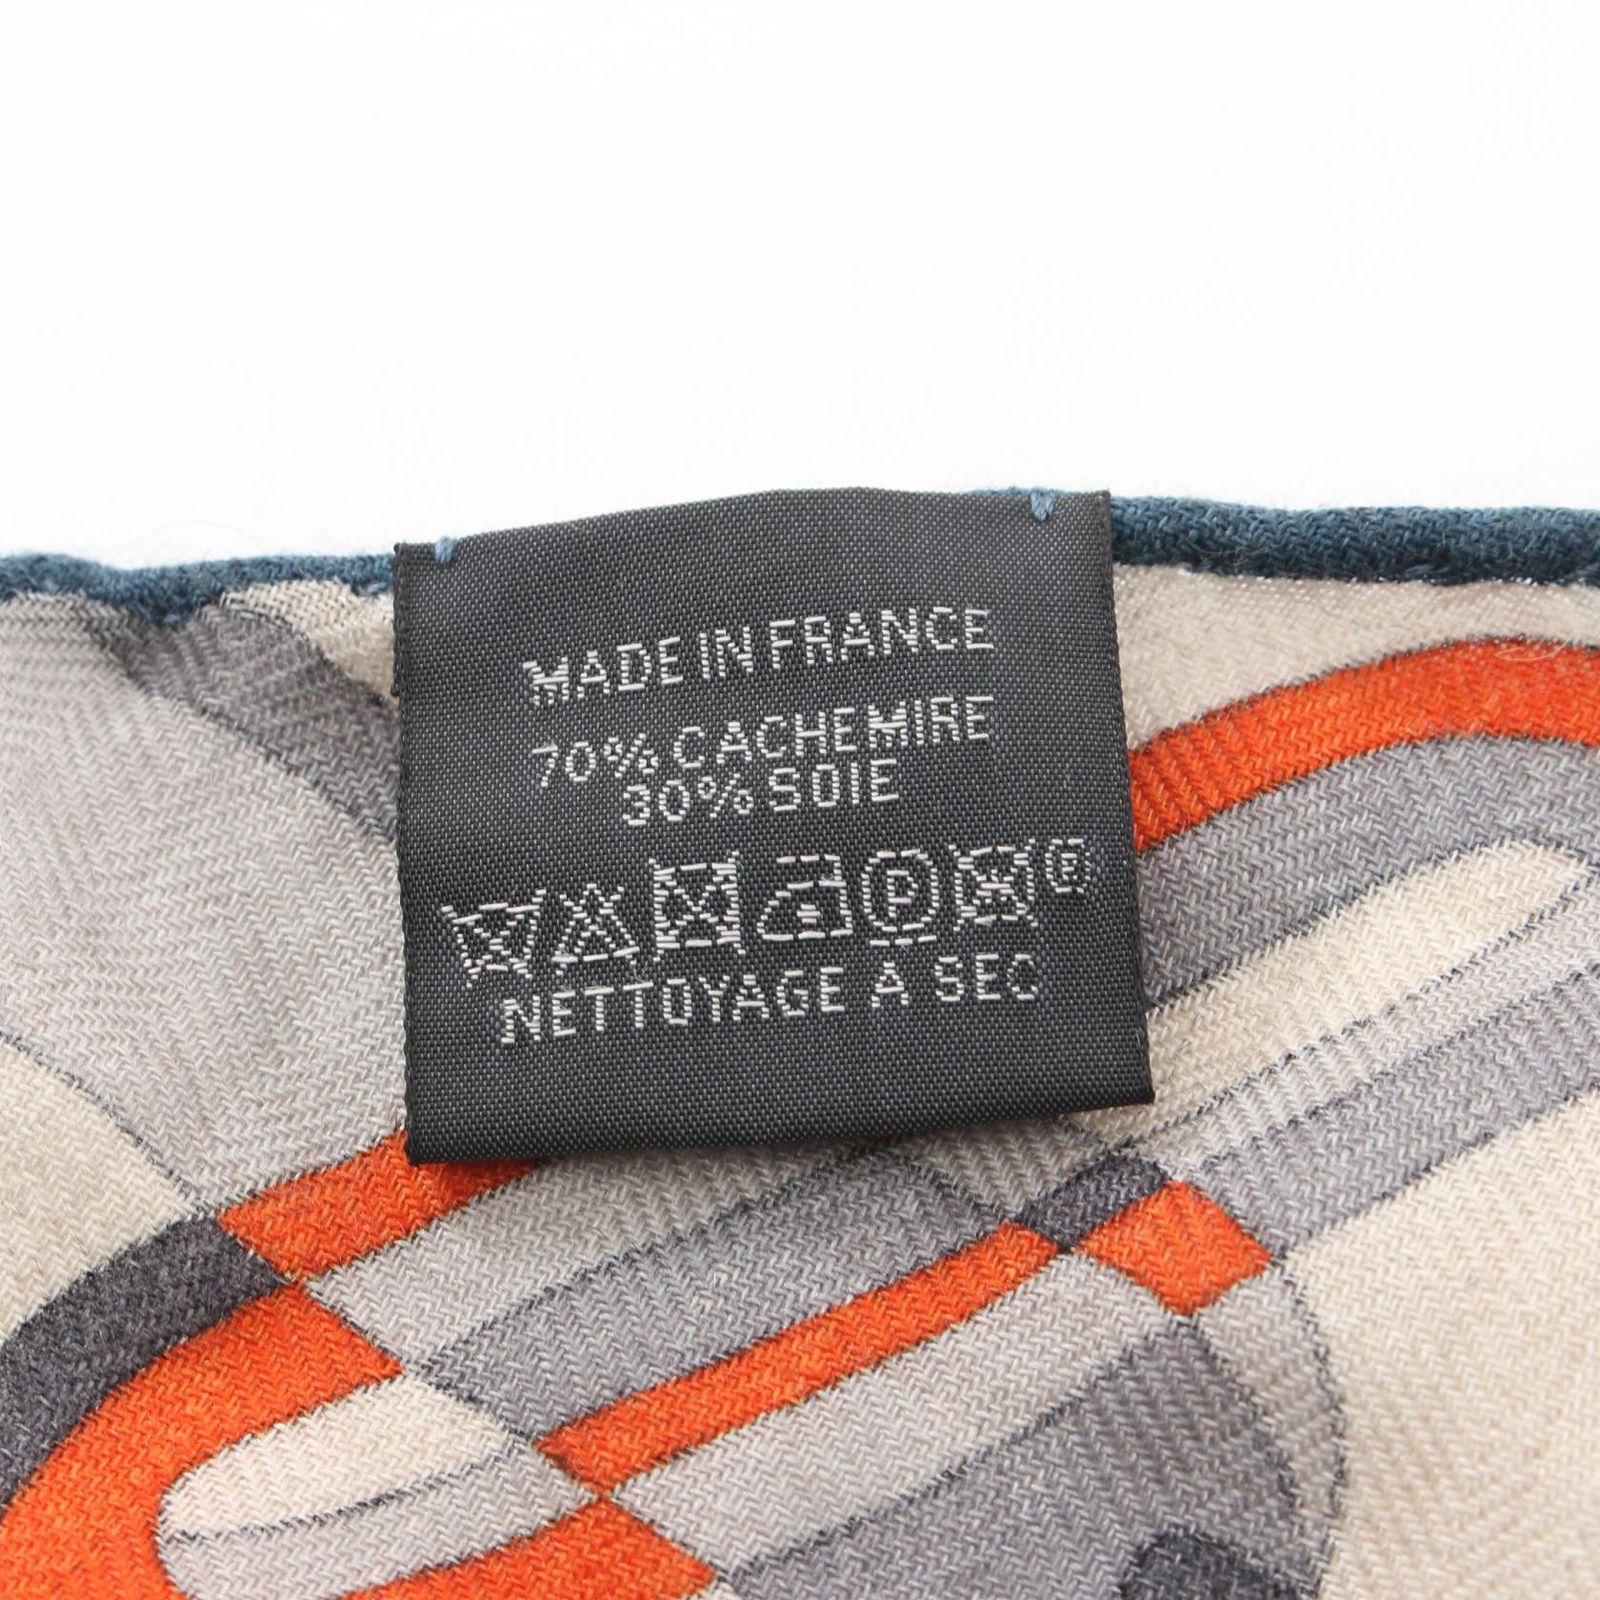 MADE IN FRANCE
70% CACHEMIRE
30% SOIE
P ®
NETTOYAGE A SEC